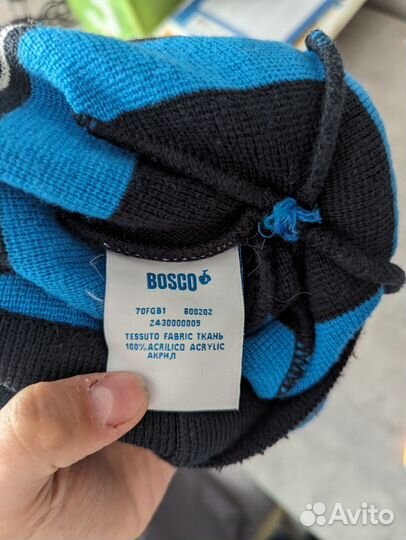 BOSCO
70FGB1 800202
2430000005
TESSUTO FABRIC ТКАНЬ
100%ACRILICO ACRYLIC
АКРИЛ
Avito